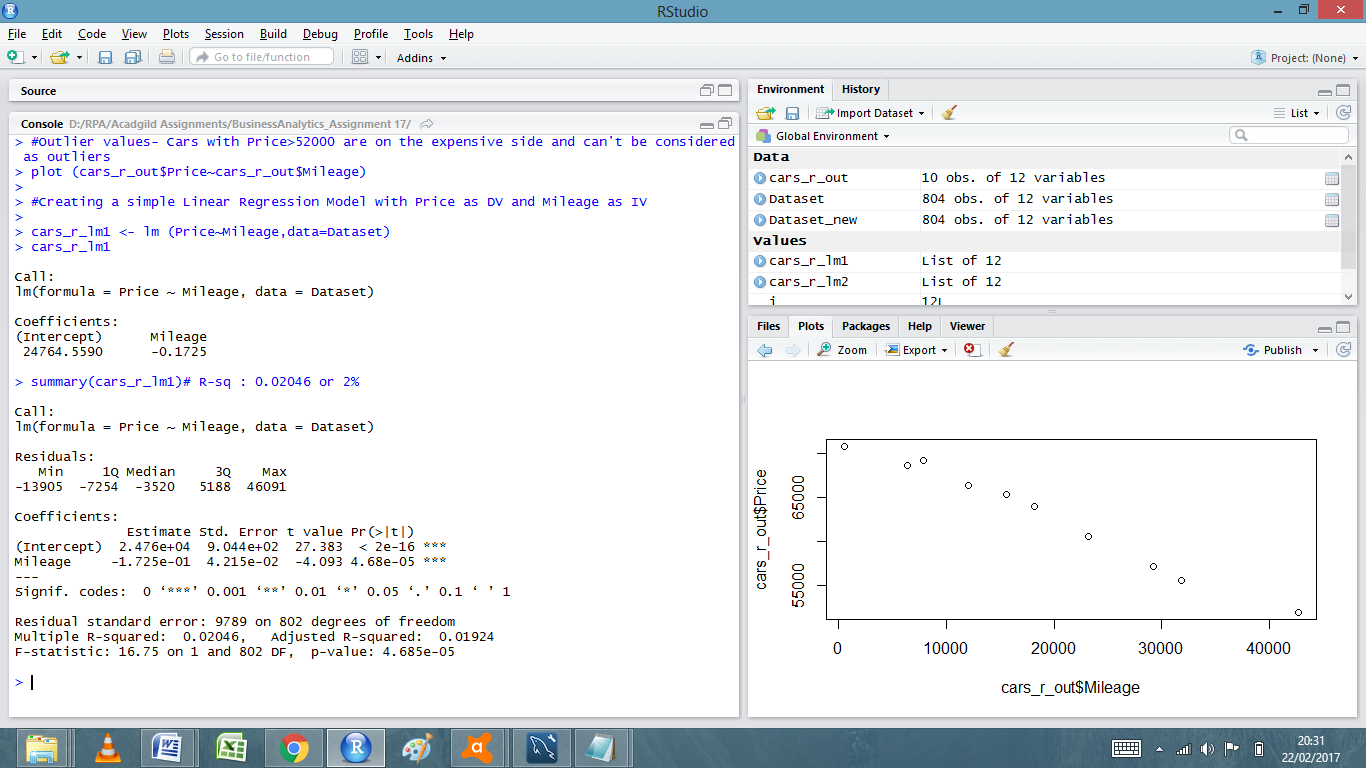 RStudio
File Edit Code View Plots Session Build Debug Profile Tools Help
Go to file/function Addins Project: (None)
Source
Console D:/RPA/Acadgild Assignments/BusinessAnalytics_Assignment 17/
> #Outlier values- Cars with Price>52000 are on the expensive side and can't be considered
as outliers
> plot (cars_r_out$Price~cars_r_out$Mileage)
>
> #Creating a simple Linear Regression Model with Price as DV and Mileage as IV
>
> cars_r_lm1 <- lm (Price~Mileage,data=Dataset)
> cars_r_lm1
Call:
lm(formula = Price ~ Mileage, data = Dataset)
Coefficients:
(Intercept) Mileage
24764.5590 -0.1725
> summary(cars_r_lm1)# R-sq : 0.02046 or 2%
Call:
lm(formula = Price ~ Mileage, data = Dataset)
Residuals:
Min 1Q Median 3Q Max
-13905 -7254 -3520 5188 46091
Coefficients:
Estimate Std. Error t value Pr(>|t|)
(Intercept) 2.476e+04 9.044e+02 27.383 < 2e-16 ***
Mileage -1.725e-01 4.215e-02 -4.093 4.68e-05 ***
---
Signif. codes: 0 ‘***’ 0.001 ‘**’ 0.01 ‘*’ 0.05 ‘.’ 0.1 ‘ ’ 1
Residual standard error: 9789 on 802 degrees of freedom
Multiple R-squared: 0.02046, Adjusted R-squared: 0.01924
F-statistic: 16.75 on 1 and 802 DF, p-value: 4.685e-05
>
Environment History
Import Dataset List
Global Environment
Data
cars_r_out 10 obs. of 12 variables
Dataset 804 obs. of 12 variables
Dataset_new 804 obs. of 12 variables
Values
cars_r_lm1 List of 12
cars_r_lm2 List of 12
i 12L
Files Plots Packages Help Viewer
Zoom Export Publish
cars_r_out$Price
65000
55000
0 10000 20000 30000 40000
cars_r_out$Mileage
20:31
22/02/2017